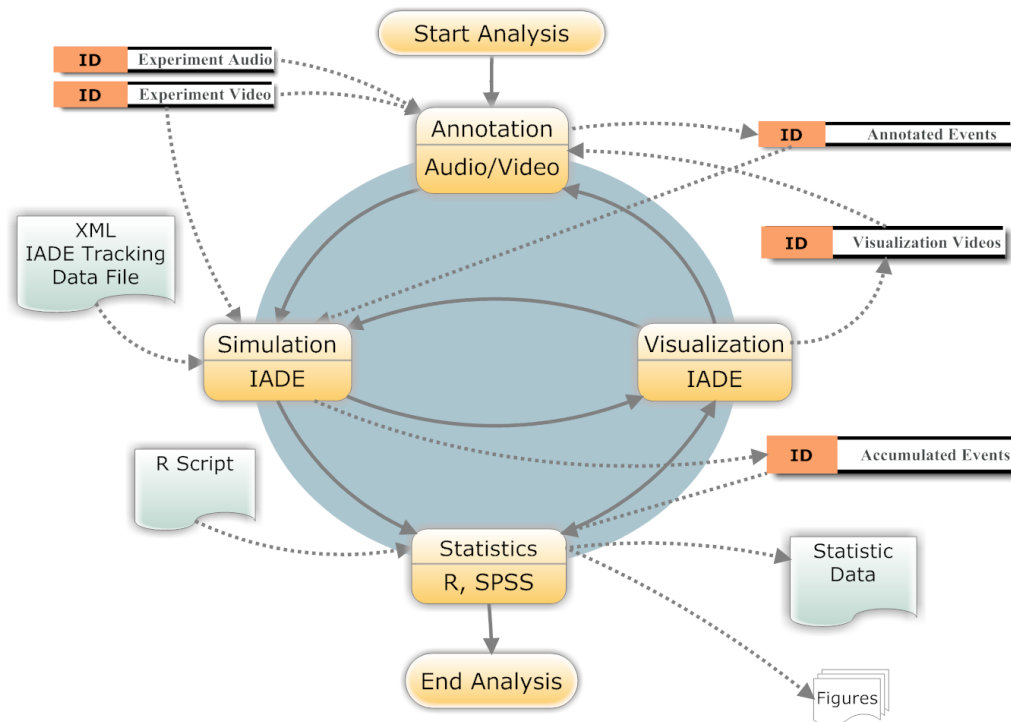 Start Analysis
ID Experiment Audio
ID Experiment Video
Annotation
Audio/Video
ID Annotated Events
XML
IADE Tracking
Data File
ID Visualization Videos
Simulation
IADE
Visualization
IADE
R Script
ID Accumulated Events
Statistics
R, SPSS
Statistic
Data
End Analysis
Figures